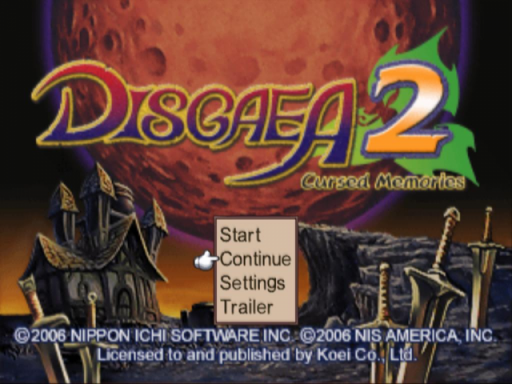 DISGAEA 2
Cursed Memories
Start
Continue
Settings
Trailer
©2006 NIPPON ICHI SOFTWARE INC. ©2006 NIS AMERICA, INC.
Licensed to and published by Koei Co., Ltd.